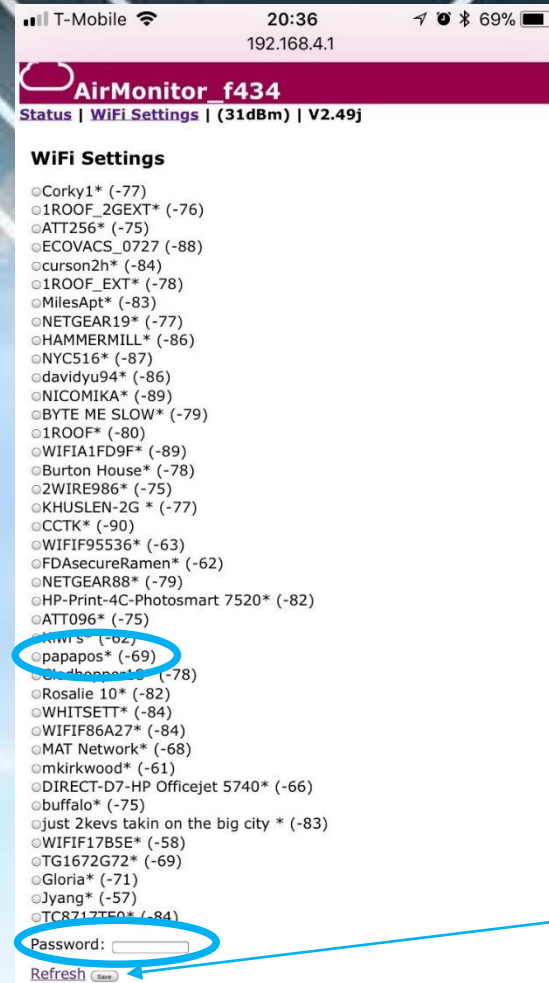 T-Mobile 20:36 69%
192.168.4.1
AirMonitor_f434
Status | WiFi Settings | (31dBm) | V2.49j
WiFi Settings
Corky1* (-77)
1ROOF_2GEXT* (-76)
ATT256* (-75)
ECOVACS_0727 (-88)
curson2h* (-84)
1ROOF_EXT* (-78)
MilesApt* (-83)
NETGEAR19* (-77)
HAMMERMILL* (-86)
NYC516* (-87)
davidyu94* (-86)
NICOMIKA* (-89)
BYTE ME SLOW* (-79)
1ROOF* (-80)
WIFIA1FD9F* (-89)
Burton House* (-78)
2WIRE986* (-75)
KHUSLEN-2G * (-77)
CCTK* (-90)
WIFIF95536* (-63)
FDAsecureRamen* (-62)
NETGEAR88* (-79)
HP-Print-4C-Photosmart 7520* (-82)
ATT096* (-75)
(-62)
papapos* (-69)
(-78)
Rosalie 10* (-82)
WHITSETT* (-84)
WIFIF86A27* (-84)
MAT Network* (-68)
mkirkwood* (-61)
DIRECT-D7-HP Officejet 5740* (-66)
buffalo* (-75)
just 2kevs takin on the big city * (-83)
WIFIF17B5E* (-58)
TG1672G72* (-69)
Gloria* (-71)
Jyang* (-57)
(-84)
Password:
Refresh Save